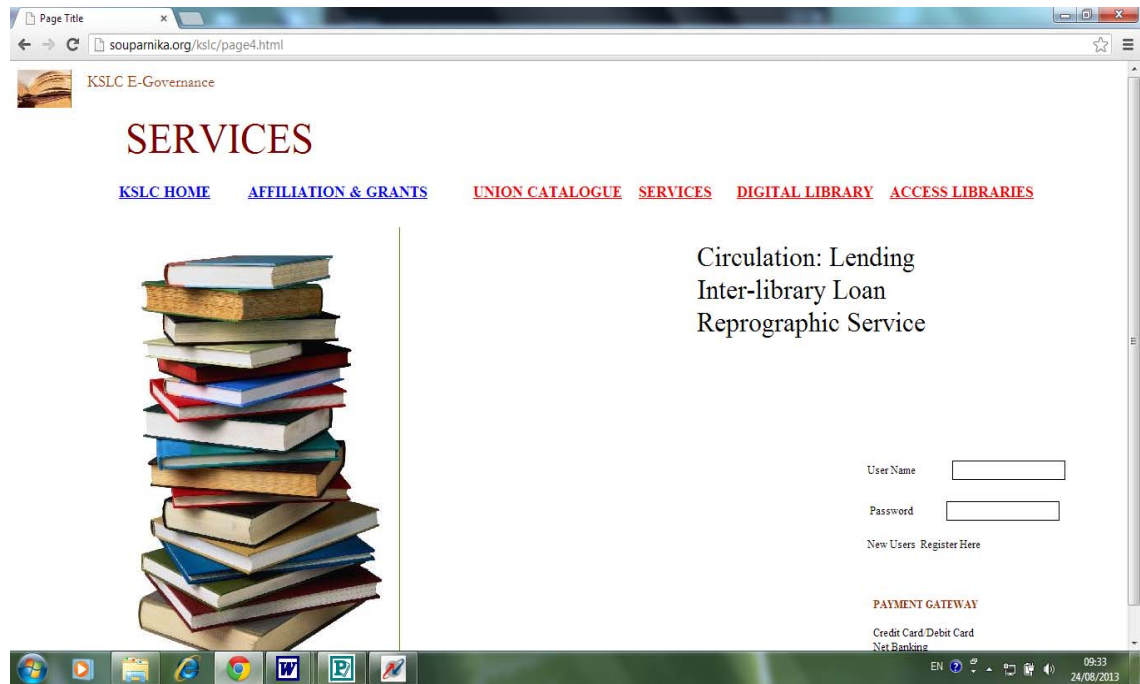 Page Title
souparnika.org/kslc/page4.html
KSLC E-Governance
SERVICES
KSLC HOME AFFILIATION & GRANTS UNION CATALOGUE SERVICES DIGITAL LIBRARY ACCESS LIBRARIES
Circulation: Lending
Inter-library Loan
Reprographic Service
User Name
Password
New Users Register Here
PAYMENT GATEWAY
Credit Card/Debit Card
Net Banking
EN 09:33
24/08/2013